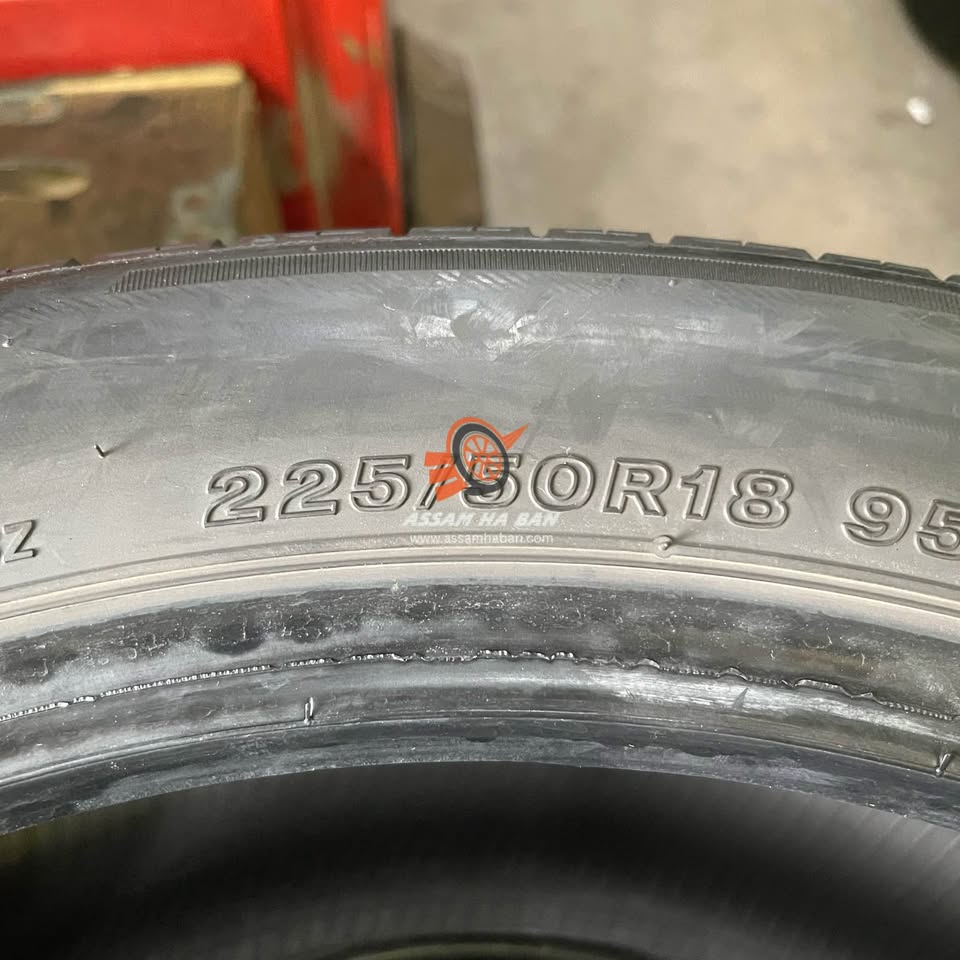 225/50R18 95
Z
ASSAM HA BAN
www.assamhaban.com